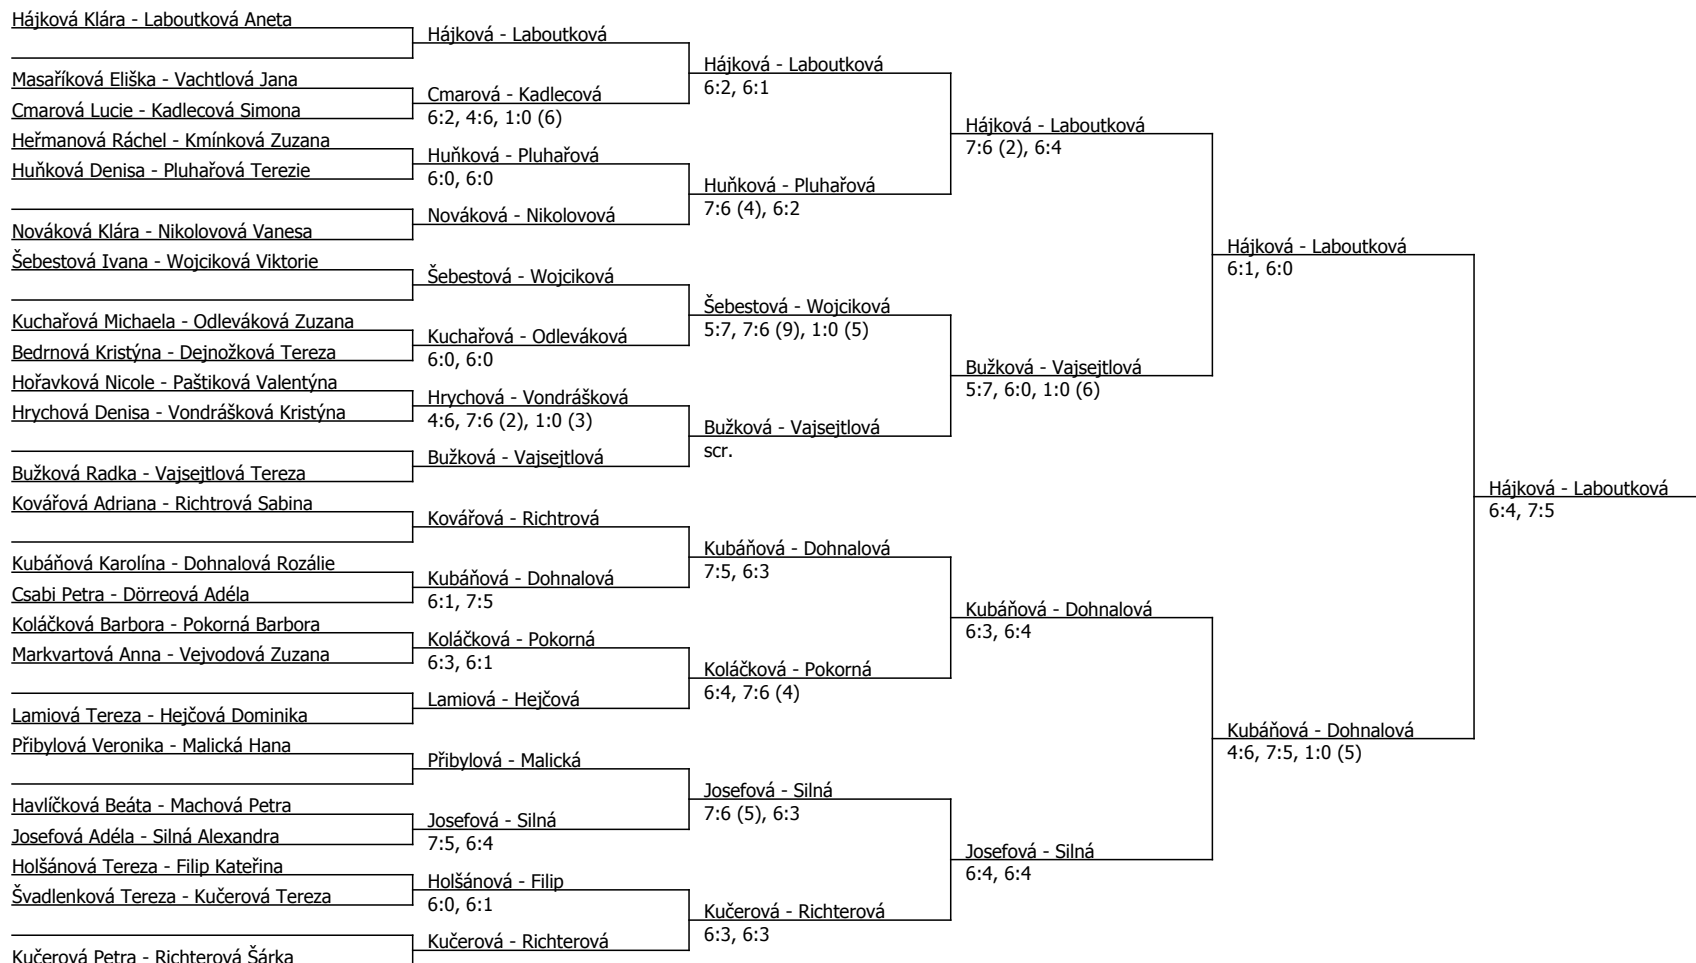 Hájková Klára - Laboutková Aneta
Masaříková Eliška - Vachtlová Jana
Cmarová Lucie - Kadlecová Simona
Heřmanová Ráchel - Kmínková Zuzana
Huňková Denisa - Pluhařová Terezie
Nováková Klára - Nikolovová Vanesa
Šebestová Ivana - Wojciková Viktorie
Kuchařová Michaela - Odleváková Zuzana
Bedrnová Kristýna - Dejnožková Tereza
Hořavková Nicole - Paštiková Valentýna
Hrychová Denisa - Vondrášková Kristýna
Bužková Radka - Vajsejtlová Tereza
Kovářová Adriana - Richtrová Sabina
Kubáňová Karolína - Dohnalová Rozálie
Csabi Petra - Dörreová Adéla
Koláčková Barbora - Pokorná Barbora
Markvartová Anna - Vejvodová Zuzana
Lamiová Tereza - Hejčová Dominika
Přibylová Veronika - Malická Hana
Havlíčková Beáta - Machová Petra
Josefová Adéla - Silná Alexandra
Holšánová Tereza - Filip Kateřina
Švadlenková Tereza - Kučerová Tereza
Kučerová Petra - Richterová Šárka
Hájková - Laboutková
Cmarová - Kadlecová
6:2, 4:6, 1:0 (6)
Huňková - Pluhařová
6:0, 6:0
Nováková - Nikolovová
Šebestová - Wojciková
Kuchařová - Odleváková
6:0, 6:0
Hrychová - Vondrášková
4:6, 7:6 (2), 1:0 (3)
Bužková - Vajsejtlová
Kovářová - Richtrová
Kubáňová - Dohnalová
6:1, 7:5
Koláčková - Pokorná
6:3, 6:1
Lamiová - Hejčová
Přibylová - Malická
Josefová - Silná
7:5, 6:4
Holšánová - Filip
6:0, 6:1
Kučerová - Richterová
Hájková - Laboutková
6:2, 6:1
Huňková - Pluhařová
7:6 (4), 6:2
Šebestová - Wojciková
5:7, 7:6 (9), 1:0 (5)
Bužková - Vajsejtlová
scr.
Kubáňová - Dohnalová
7:5, 6:3
Koláčková - Pokorná
6:4, 7:6 (4)
Josefová - Silná
7:6 (5), 6:3
Kučerová - Richterová
6:3, 6:3
Hájková - Laboutková
7:6 (2), 6:4
Bužková - Vajsejtlová
5:7, 6:0, 1:0 (6)
Kubáňová - Dohnalová
6:3, 6:4
Josefová - Silná
6:4, 6:4
Hájková - Laboutková
6:1, 6:0
Kubáňová - Dohnalová
4:6, 7:5, 1:0 (5)
Hájková - Laboutková
6:4, 7:5